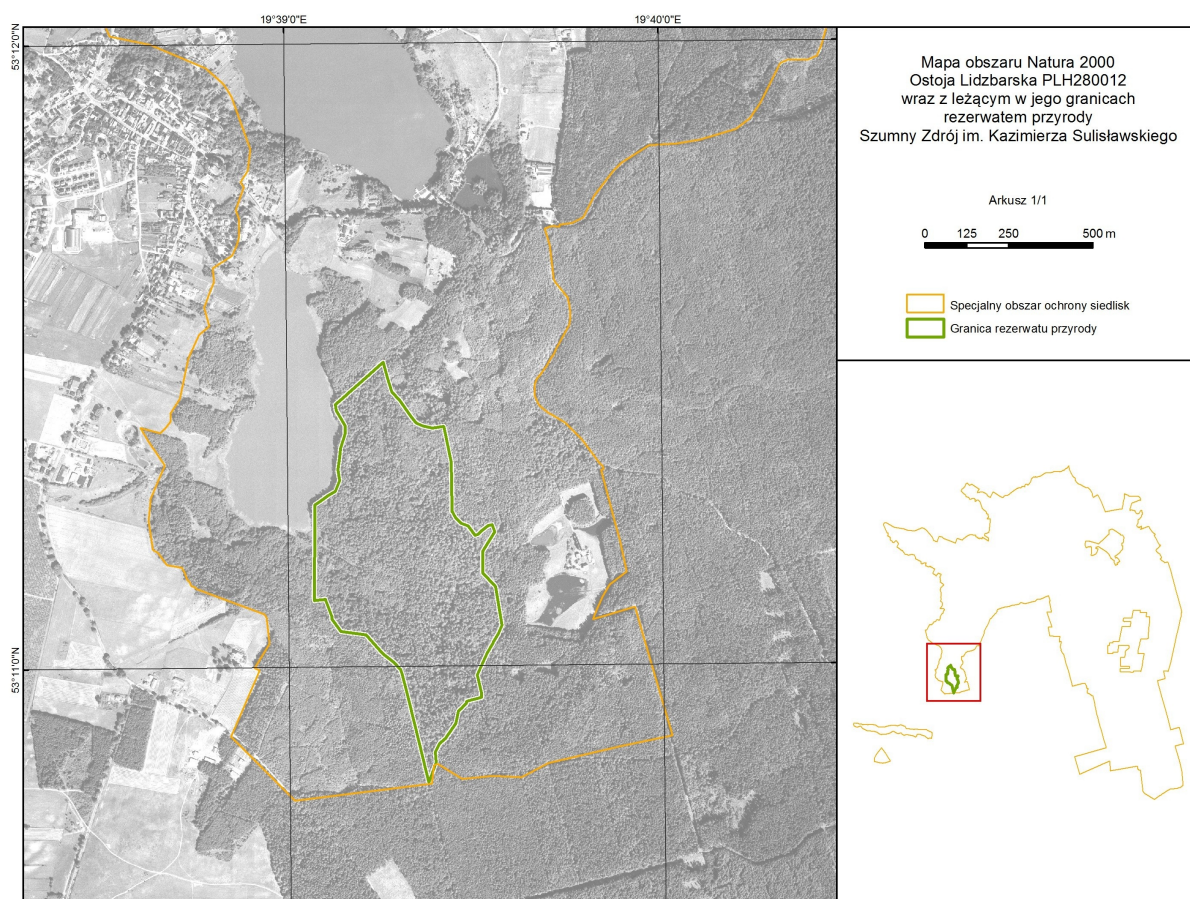 19°39'0"E
19°40'0"E
53°12'0"N
53°11'0"N
Mapa obszaru Natura 2000
Ostoja Lidzbarska PLH280012
wraz z leżącym w jego granicach
rezerwatem przyrody
Szumny Zdrój im. Kazimierza Sulisławskiego
Arkusz 1/1
0 125 250 500 m
Specjalny obszar ochrony siedlisk
Granica rezerwatu przyrody